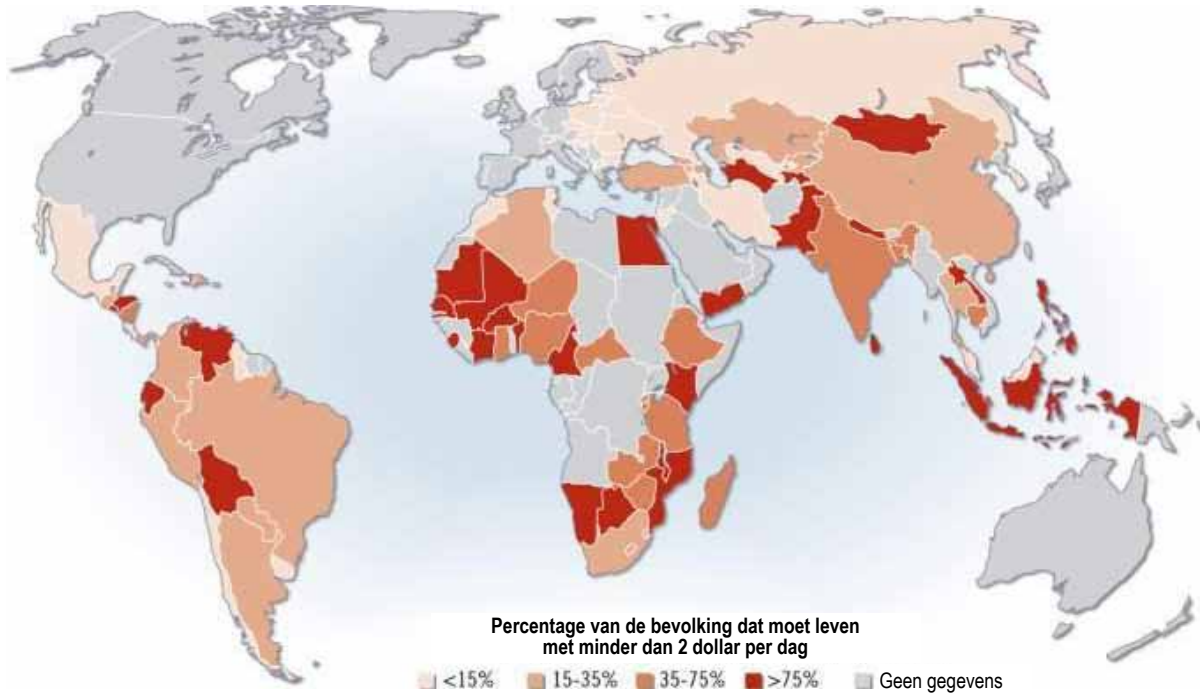 Percentage van de bevolking dat moet leven
met minder dan 2 dollar per dag
<15% 15-35% 35-75% >75% Geen gegevens